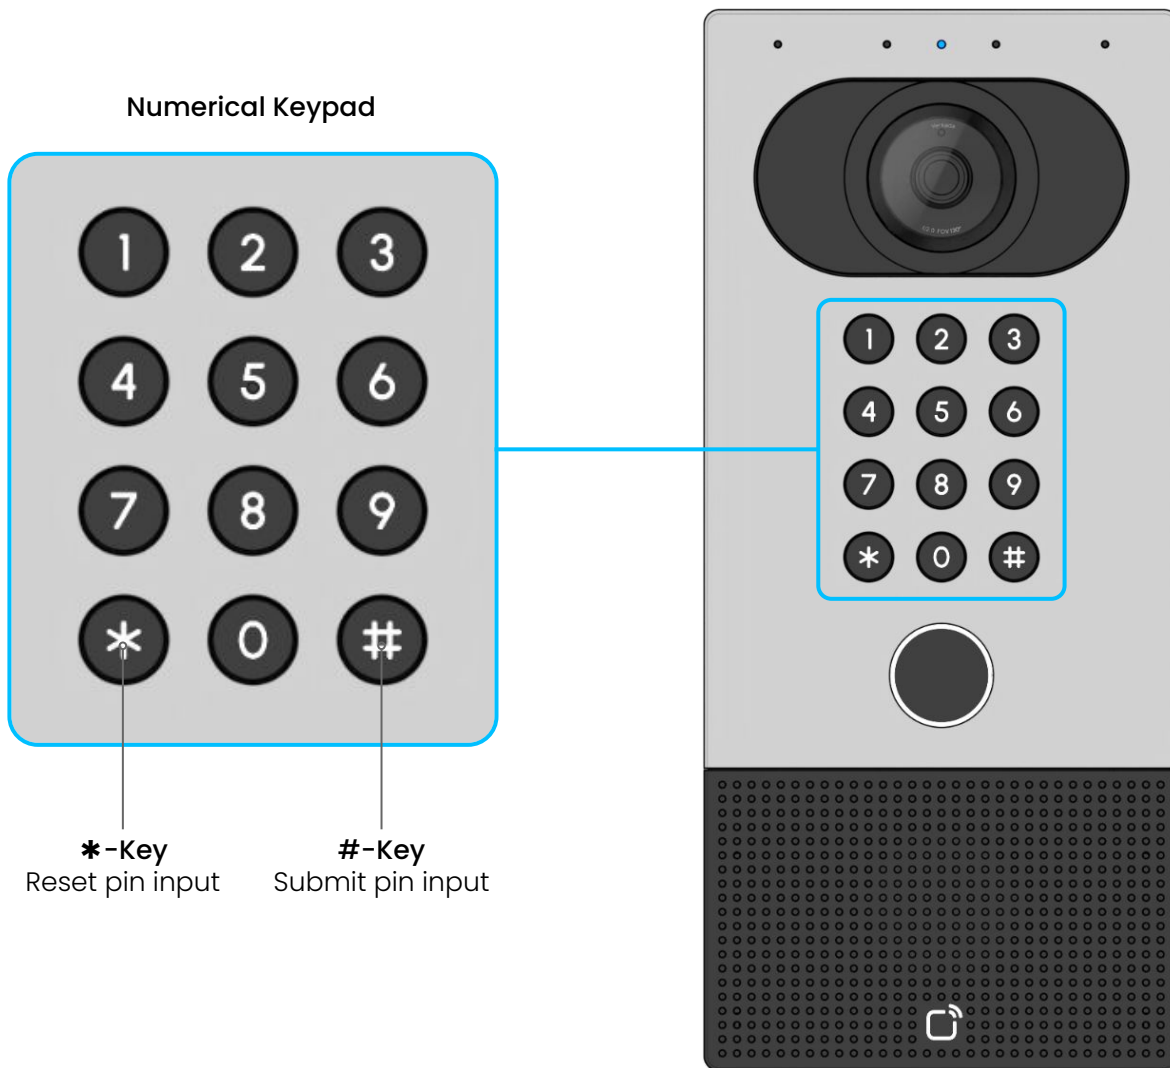 Numerical Keypad
1 2 3
4 5 6
7 8 9
* 0 #
✱-Key
Reset pin input
#-Key
Submit pin input
1 2 3
4 5 6
7 8 9
* 0 #